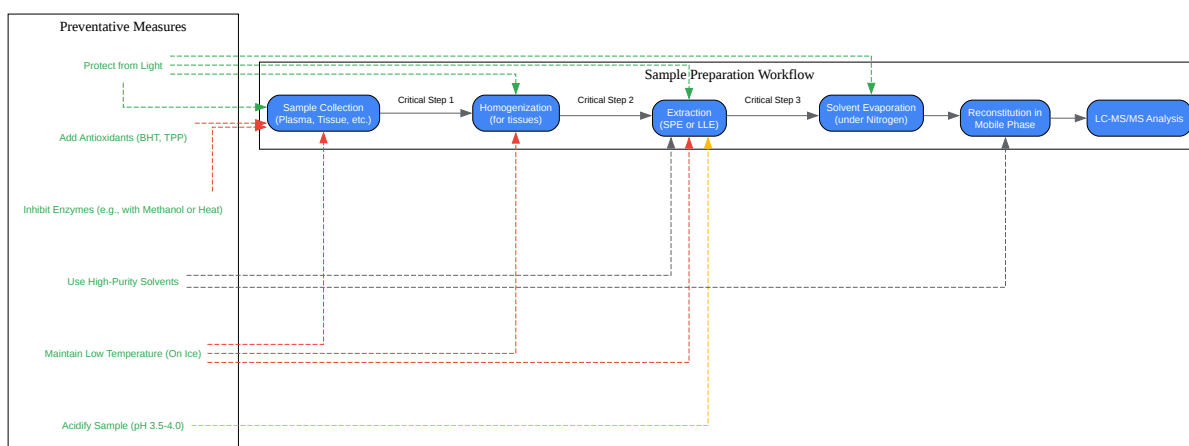 Preventative Measures
Protect from Light
Sample Preparation Workflow
Sample Collection
(Plasma, Tissue, etc.)
Critical Step 1
Homogenization
(for tissues)
Critical Step 2
Extraction
(SPE or LLE)
Critical Step 3
Solvent Evaporation
(under Nitrogen)
Reconstitution in
Mobile Phase
LC-MS/MS Analysis
Add Antioxidants (BHT, TPP)
Inhibit Enzymes (e.g., with Methanol or Heat)
Use High-Purity Solvents
Maintain Low Temperature (On Ice)
Acidify Sample (pH 3.5-4.0)